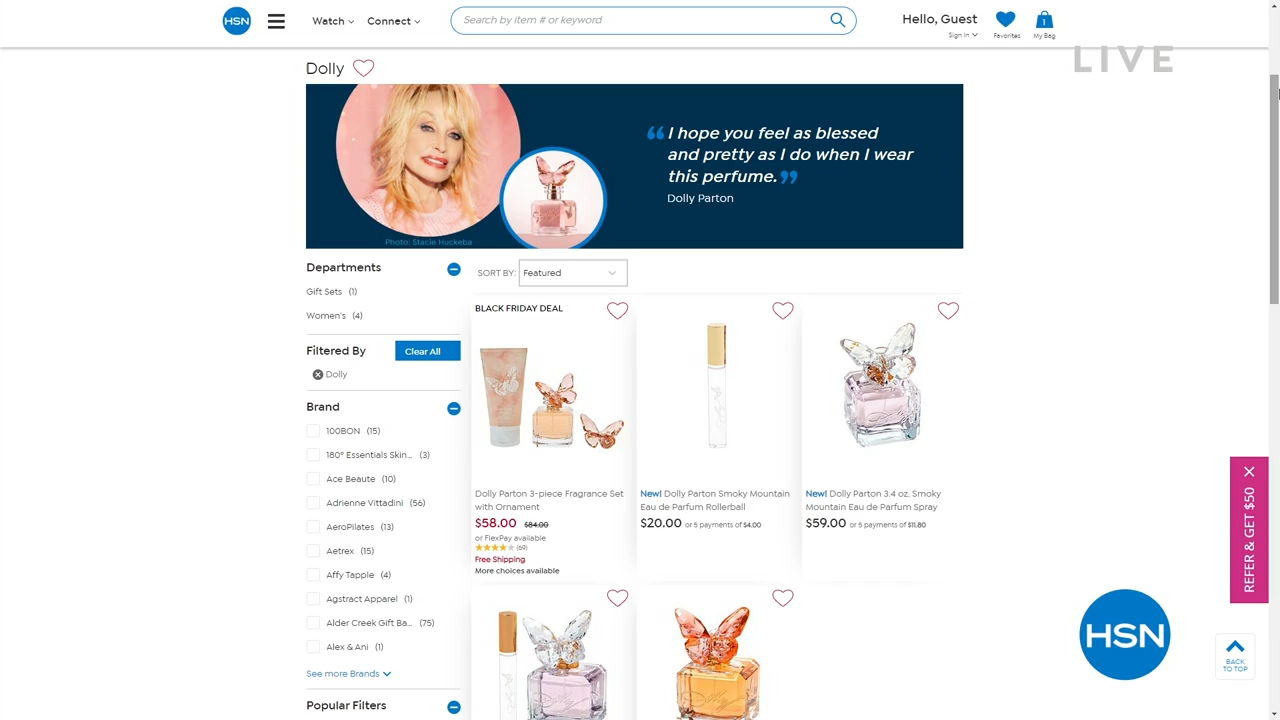 HSN
Watch
Connect
Search by item # or keyword
Hello, Guest
Sign In
Favorites
1
My Bag
LIVE
Dolly
“ I hope you feel as blessed
and pretty as I do when I wear
this perfume. ”
Dolly Parton
Photo: Stacie Huckeba
Departments
Gift Sets (1)
Women's (4)
Filtered By
Clear All
Dolly
Brand
100BON (15)
180° Essentials Skin... (3)
Ace Beaute (10)
Adrienne Vittadini (56)
AeroPilates (13)
Aetrex (15)
Affy Tapple (4)
Agstract Apparel (1)
Alder Creek Gift Ba... (75)
Alex & Ani (1)
See more Brands
Popular Filters
SORT BY: Featured
BLACK FRIDAY DEAL
Dolly Parton 3-piece Fragrance Set
with Ornament
$58.00 $84.00
or FlexPay available
(69)
Free Shipping
More choices available
New! Dolly Parton Smoky Mountain
Eau de Parfum Rollerball
$20.00 or 5 payments of $4.00
New! Dolly Parton 3.4 oz. Smoky
Mountain Eau de Parfum Spray
$59.00 or 5 payments of $11.80
REFER & GET $50
HSN
BACK
TO TOP